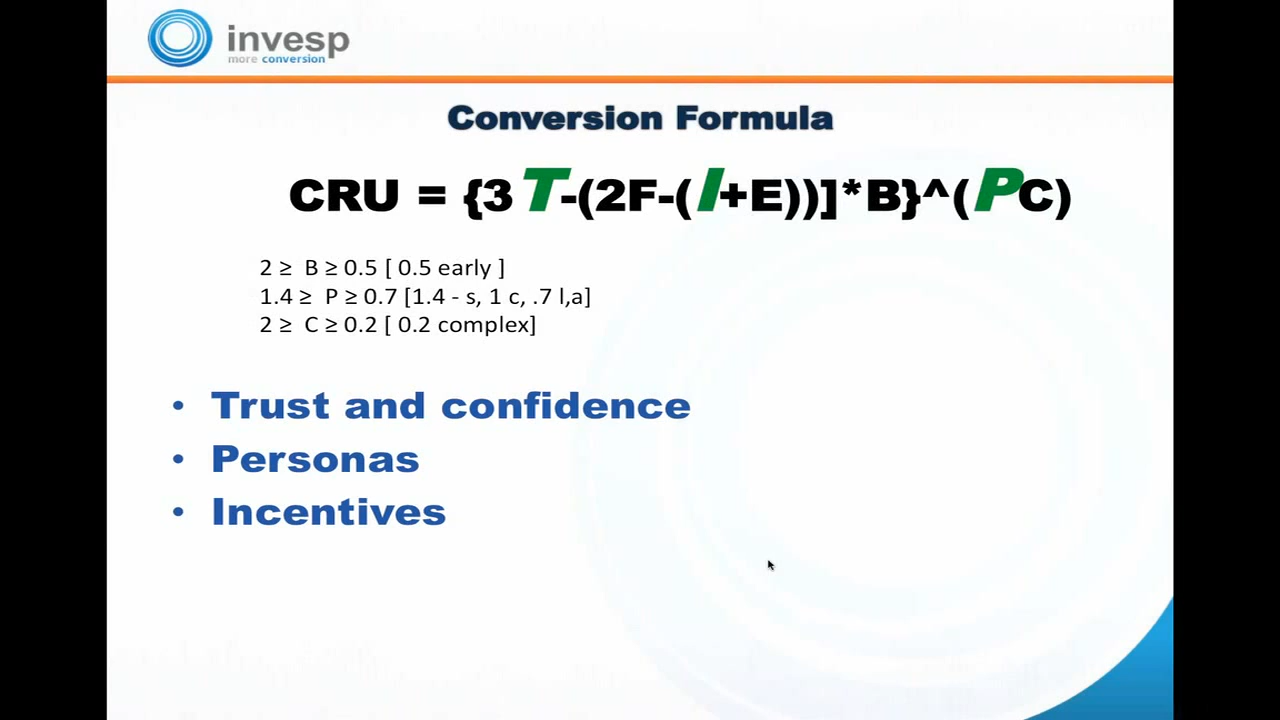 invesp
more conversion
Conversion Formula
CRU = {3T-(2F-(I+E))]*B}^(PC)
2 ≥ B ≥ 0.5 [ 0.5 early ]
1.4 ≥ P ≥ 0.7 [1.4 - s, 1 c, .7 l,a]
2 ≥ C ≥ 0.2 [ 0.2 complex]
• Trust and confidence
• Personas
• Incentives